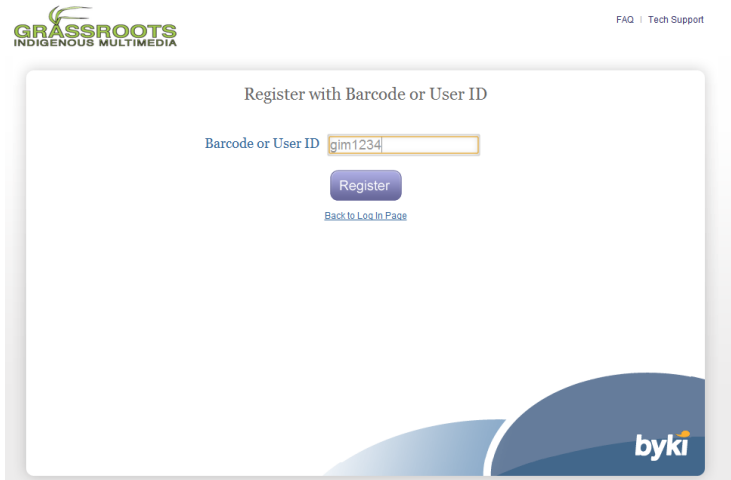 GRASSROOTS
INDIGENOUS MULTIMEDIA
FAQ | Tech Support
Register with Barcode or User ID
Barcode or User ID gim1234
Register
Back to Log In Page
byki